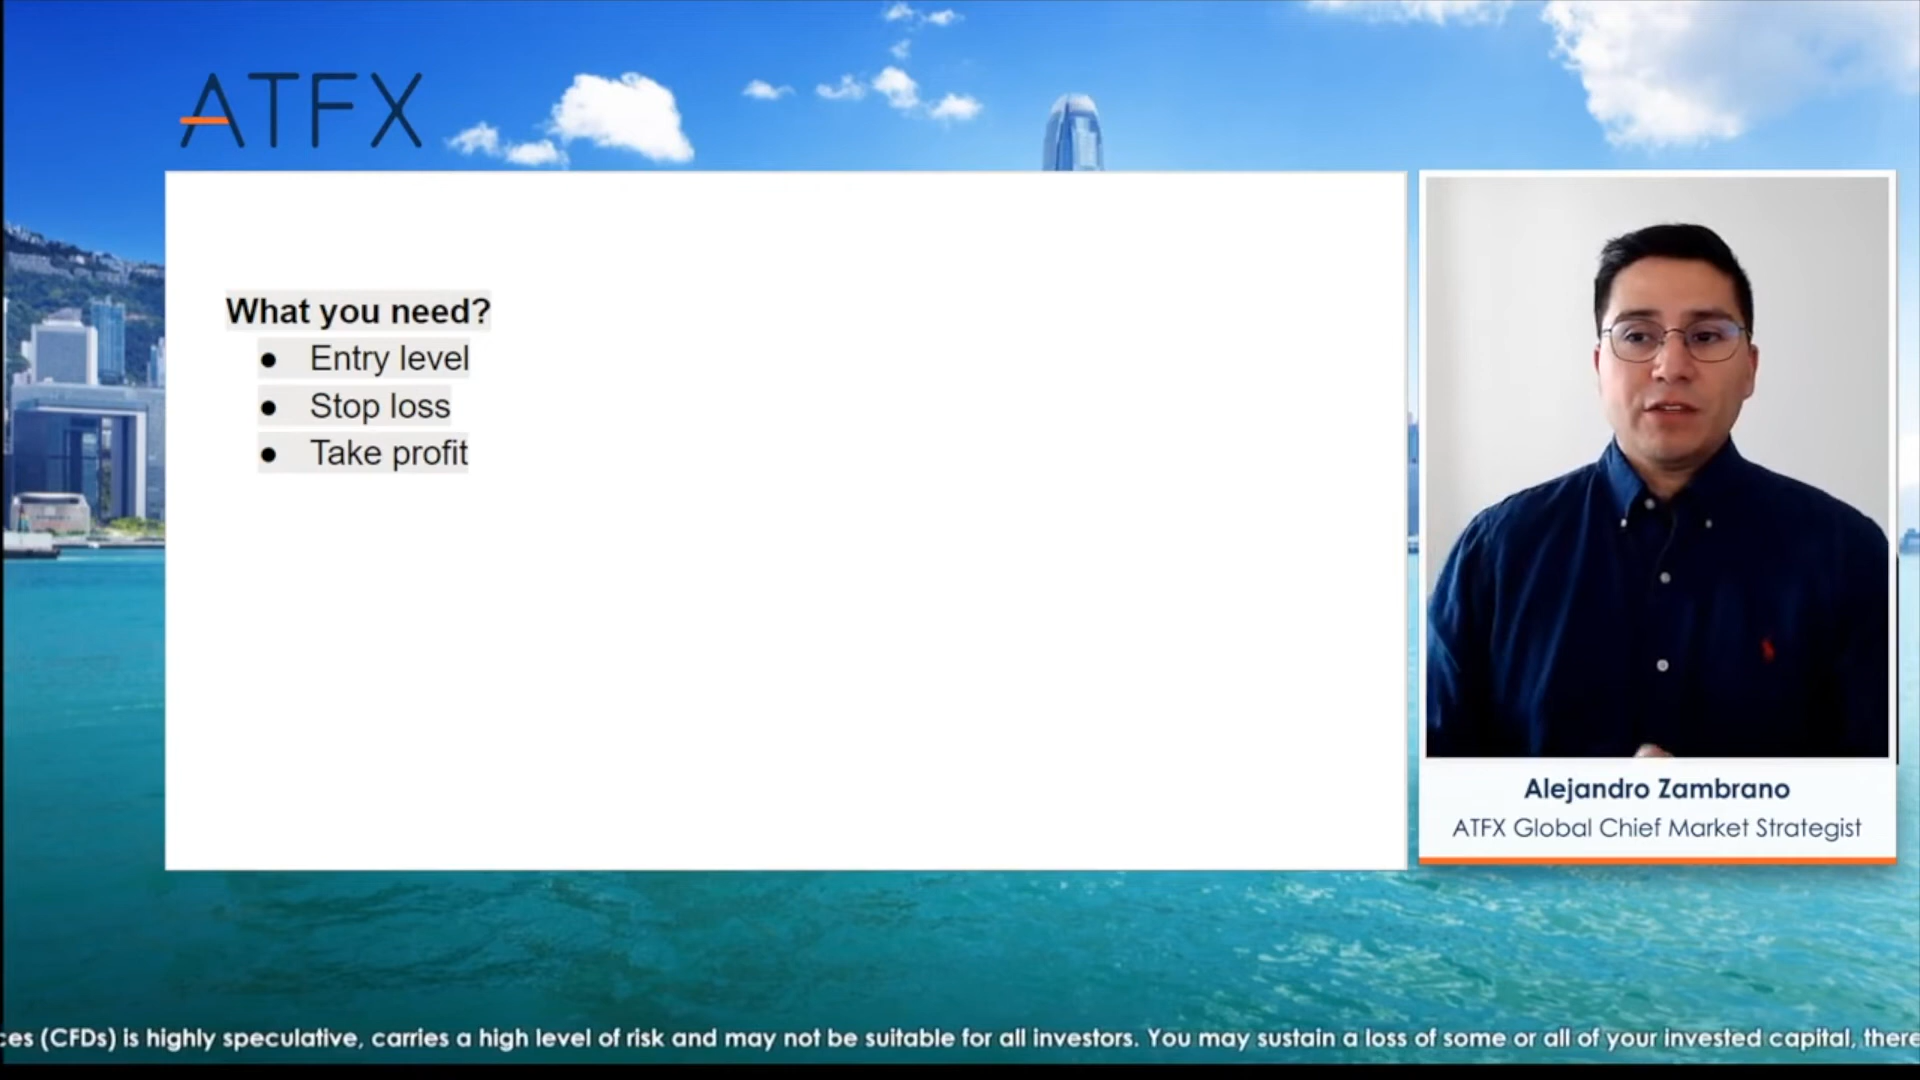 ATFX
What you need?
● Entry level
● Stop loss
● Take profit
Alejandro Zambrano
ATFX Global Chief Market Strategist
(CFDs) is highly speculative, carries a high level of risk and may not be suitable for all investors. You may sustain a loss of some or all of your invested capital,